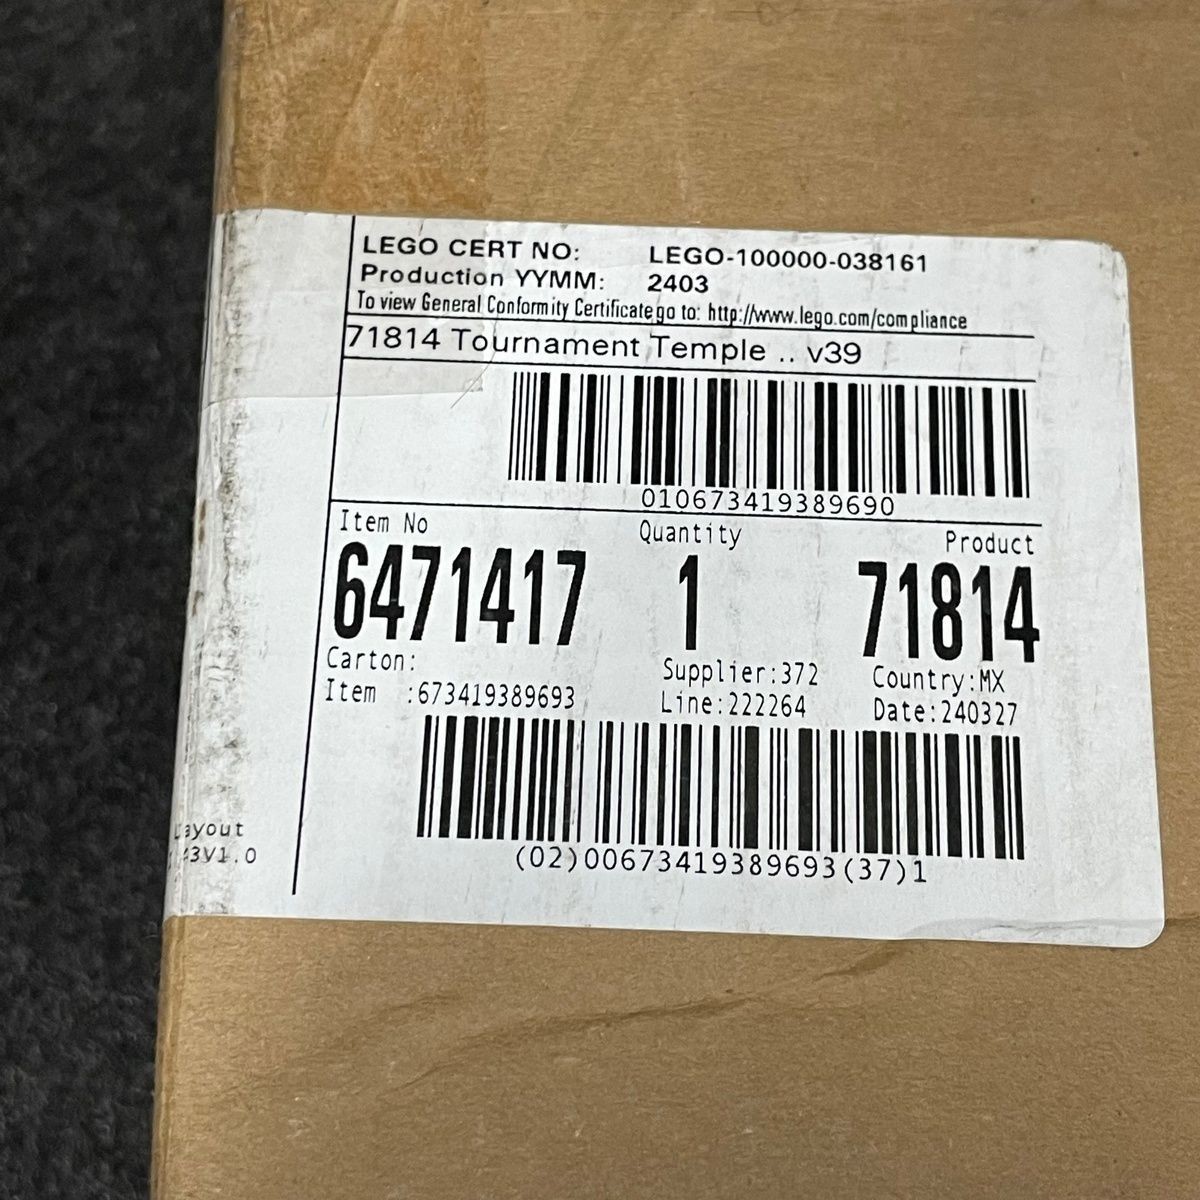 LEGO CERT NO: LEGO-100000-038161
Production YYMM: 2403
To view General Conformity Certificate go to: http://www.lego.com/compliance
71814 Tournament Temple .. v39
010673419389690
Item No Quantity Product
6471417 1 71814
Carton: Supplier:372 Country:MX
Item :673419389693 Line:222264 Date:240327
(02)00673419389693(37)1